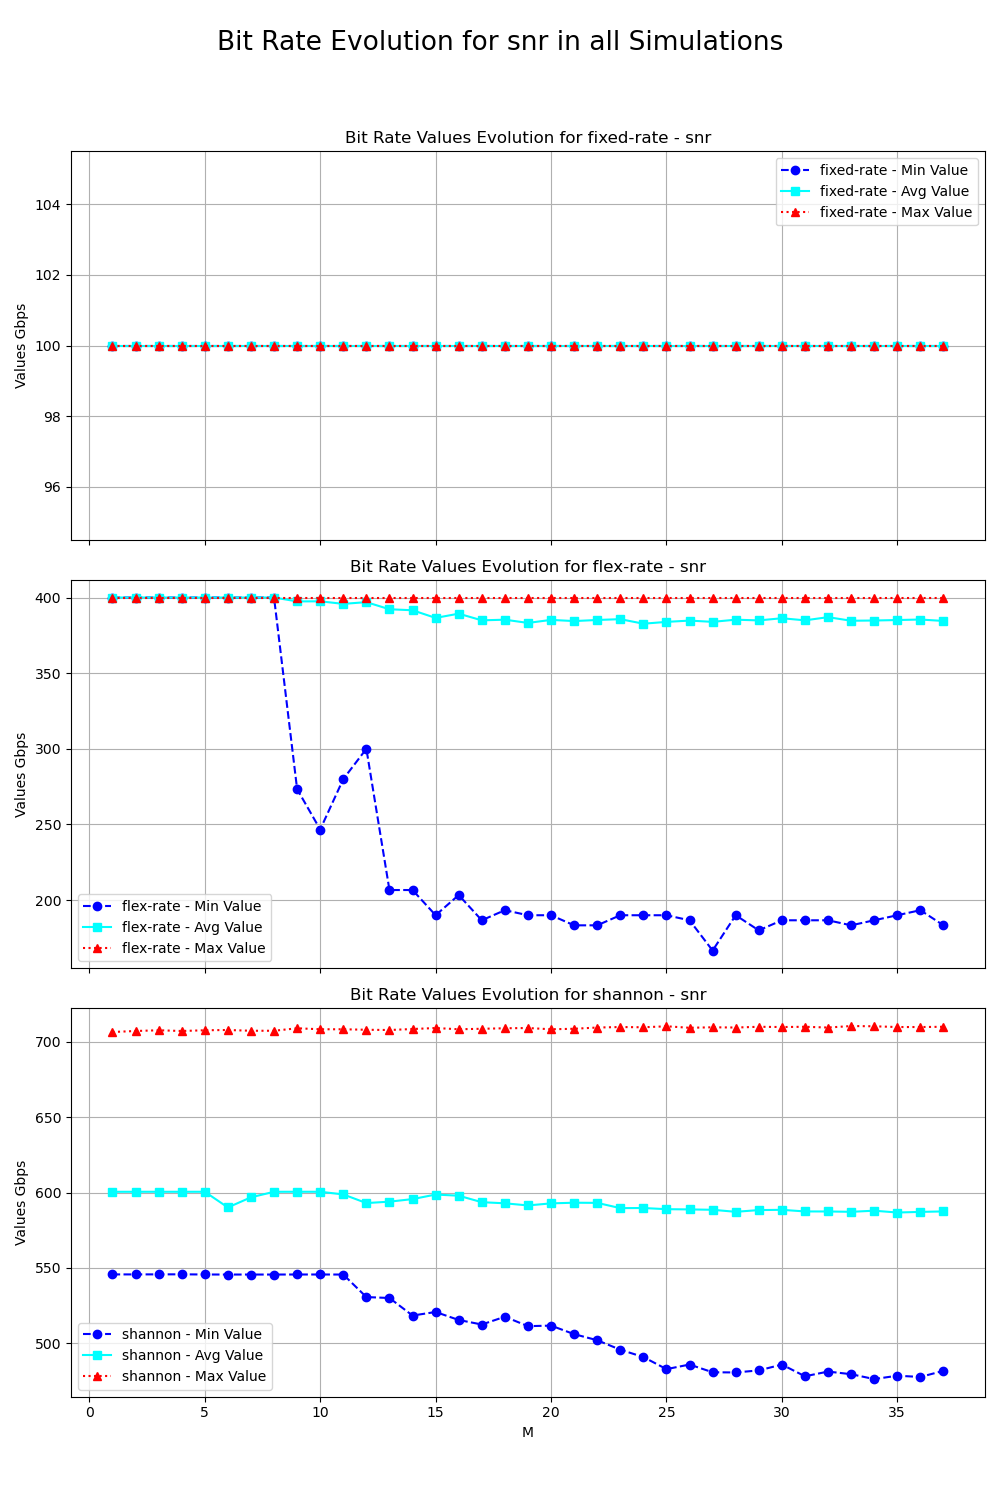 Bit Rate Evolution for snr in all Simulations
Bit Rate Values Evolution for fixed-rate - snr
fixed-rate - Min Value
fixed-rate - Avg Value
fixed-rate - Max Value
104
102
100
98
96
Values Gbps
Bit Rate Values Evolution for flex-rate - snr
400
350
300
250
200
Values Gbps
flex-rate - Min Value
flex-rate - Avg Value
flex-rate - Max Value
Bit Rate Values Evolution for shannon - snr
700
650
600
550
500
Values Gbps
shannon - Min Value
shannon - Avg Value
shannon - Max Value
0 5 10 15 20 25 30 35
M